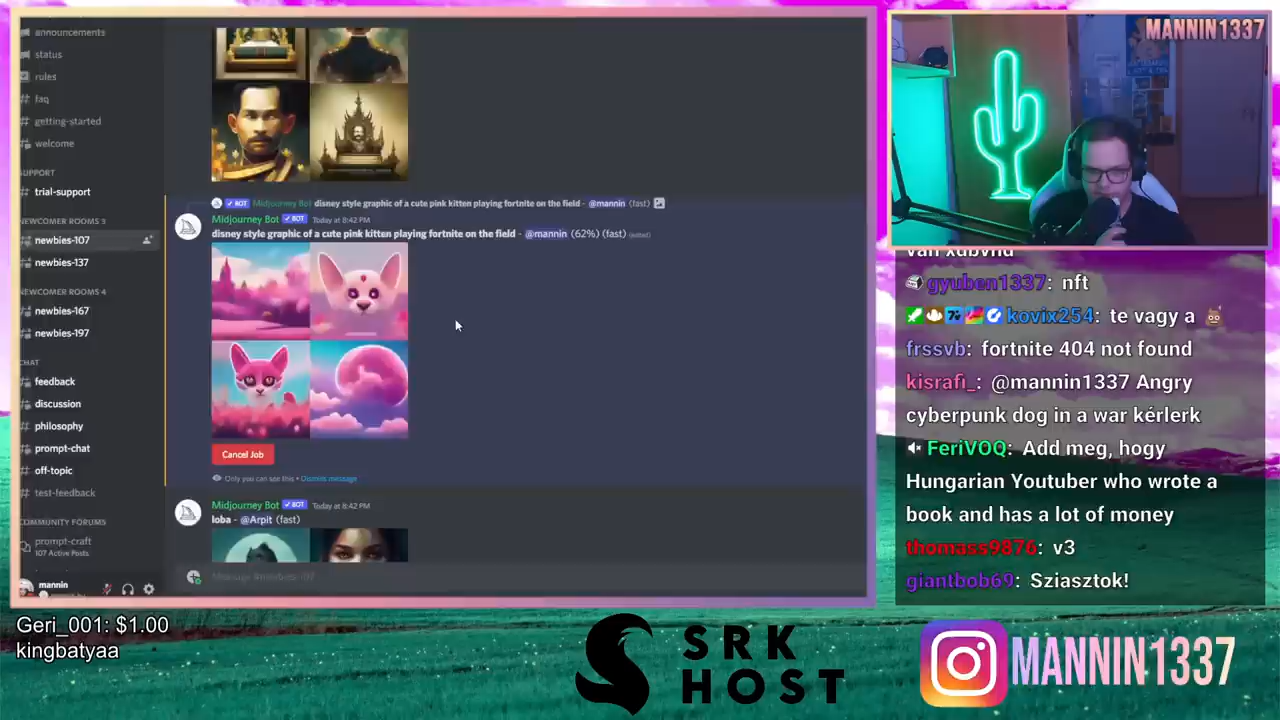 announcements
status
rules
faq
getting-started
welcome
SUPPORT
trial-support
NEWCOMER ROOMS 3
newbies-107
newbies-137
NEWCOMER ROOMS 4
newbies-167
newbies-197
CHAT
feedback
discussion
philosophy
prompt-chat
off-topic
test-feedback
COMMUNITY FORUMS
prompt-craft
107 Active Posts
mannin
BOT Midjourney Bot disney style graphic of a cute pink kitten playing fortnite on the field - @mannin (fast)
Midjourney Bot BOT Today at 8:42 PM
disney style graphic of a cute pink kitten playing fortnite on the field - @mannin (62%) (fast) (edited)
Cancel Job
Only you can see this • Dismiss message
Midjourney Bot BOT Today at 8:42 PM
loba - @Arpit (fast)
Message #newbies-107
MANNIN1337
gyuben1337: nft
kovix254: te vagy a
frssvb: fortnite 404 not found
kisrafi_: @mannin1337 Angry
cyberpunk dog in a war kérlerk
FeriVOQ: Add meg, hogy
Hungarian Youtuber who wrote a
book and has a lot of money
thomass9876: v3
giantbob69: Sziasztok!
Geri_001: $1.00
kingbatyaa
SRK
HOST
MANNIN1337